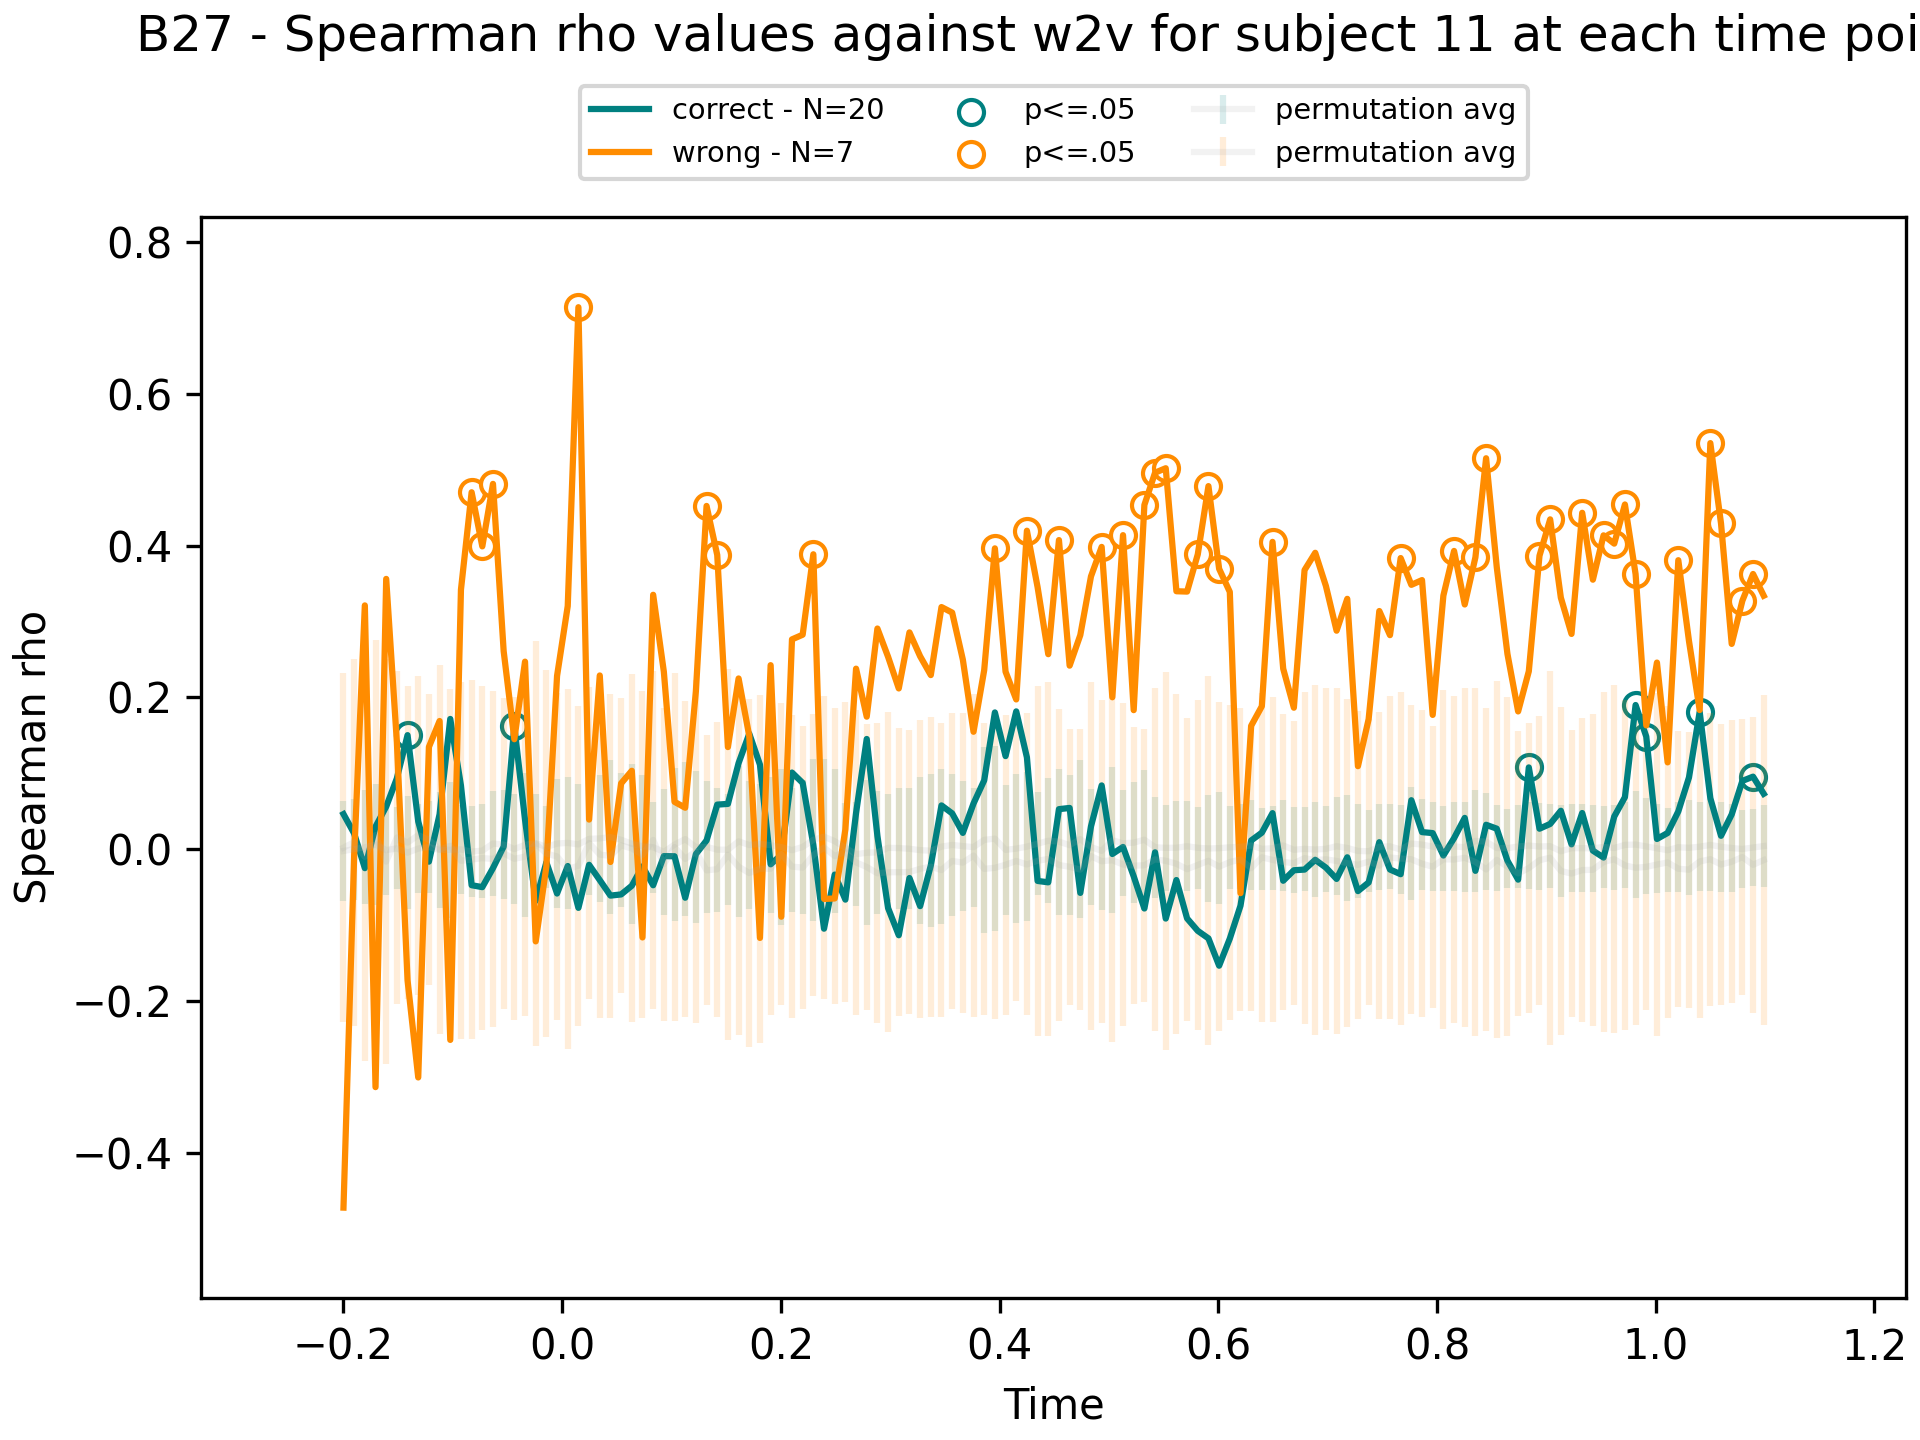 B27 - Spearman rho values against w2v for subject 11 at each time poi
correct - N=20 p<=.05 permutation avg
wrong - N=7 p<=.05 permutation avg
0.8
0.6
0.4
0.2
0.0
−0.2
−0.4
Spearman rho
−0.2 0.0 0.2 0.4 0.6 0.8 1.0 1.2
Time